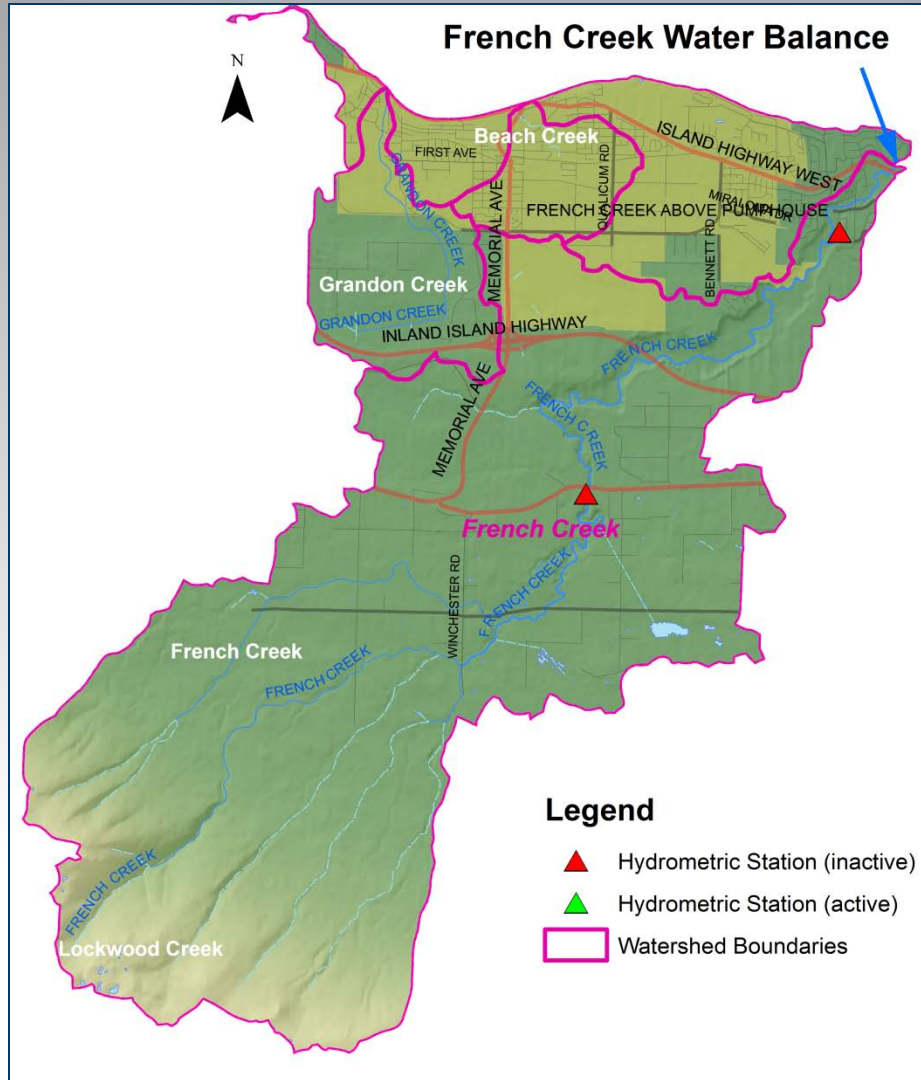 French Creek Water Balance
N
Beach Creek
ISLAND HIGHWAY WEST
FIRST AVE
QUALICUM RD
GRANDON CREEK
MEMORIAL AVE
MIRALOMA DR
FRENCH CREEK ABOVE PUMPHOUSE
BENNETT RD
Grandon Creek
GRANDON CREEK
INLAND ISLAND HIGHWAY
FRENCH CREEK
MEMORIAL AVE
FRENCH CREEK
French Creek
FRENCH CREEK
WINCHESTER RD
French Creek
FRENCH CREEK
FRENCH CREEK
Lockwood Creek
Legend
Hydrometric Station (inactive)
Hydrometric Station (active)
Watershed Boundaries